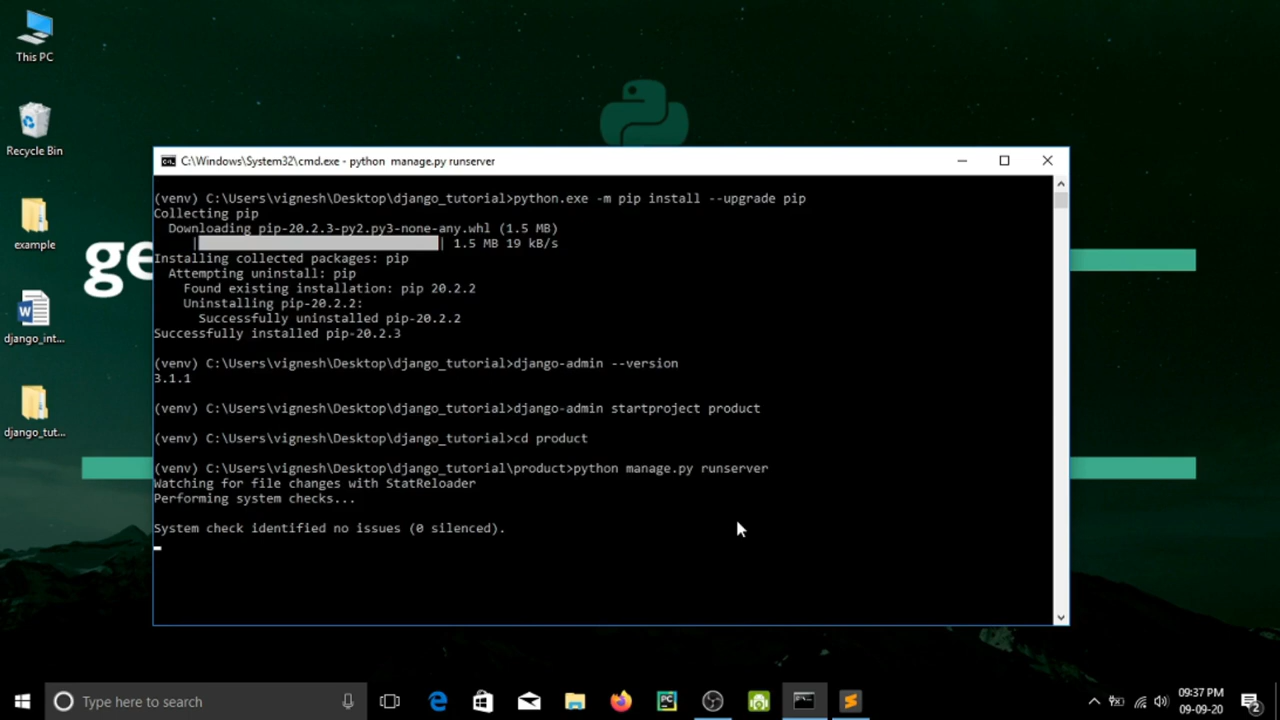 This PC
Recycle Bin
example
ge
django_int...
django_tut...
C:\Windows\System32\cmd.exe - python  manage.py runserver
(venv) C:\Users\vignesh\Desktop\django_tutorial>python.exe -m pip install --upgrade pip
Collecting pip
  Downloading pip-20.2.3-py2.py3-none-any.whl (1.5 MB)
     |                                | 1.5 MB 19 kB/s
Installing collected packages: pip
  Attempting uninstall: pip
    Found existing installation: pip 20.2.2
    Uninstalling pip-20.2.2:
      Successfully uninstalled pip-20.2.2
Successfully installed pip-20.2.3
(venv) C:\Users\vignesh\Desktop\django_tutorial>django-admin --version
3.1.1
(venv) C:\Users\vignesh\Desktop\django_tutorial>django-admin startproject product
(venv) C:\Users\vignesh\Desktop\django_tutorial>cd product
(venv) C:\Users\vignesh\Desktop\django_tutorial\product>python manage.py runserver
Watching for file changes with StatReloader
Performing system checks...
System check identified no issues (0 silenced).
Type here to search
PC
09:37 PM
09-09-20
2